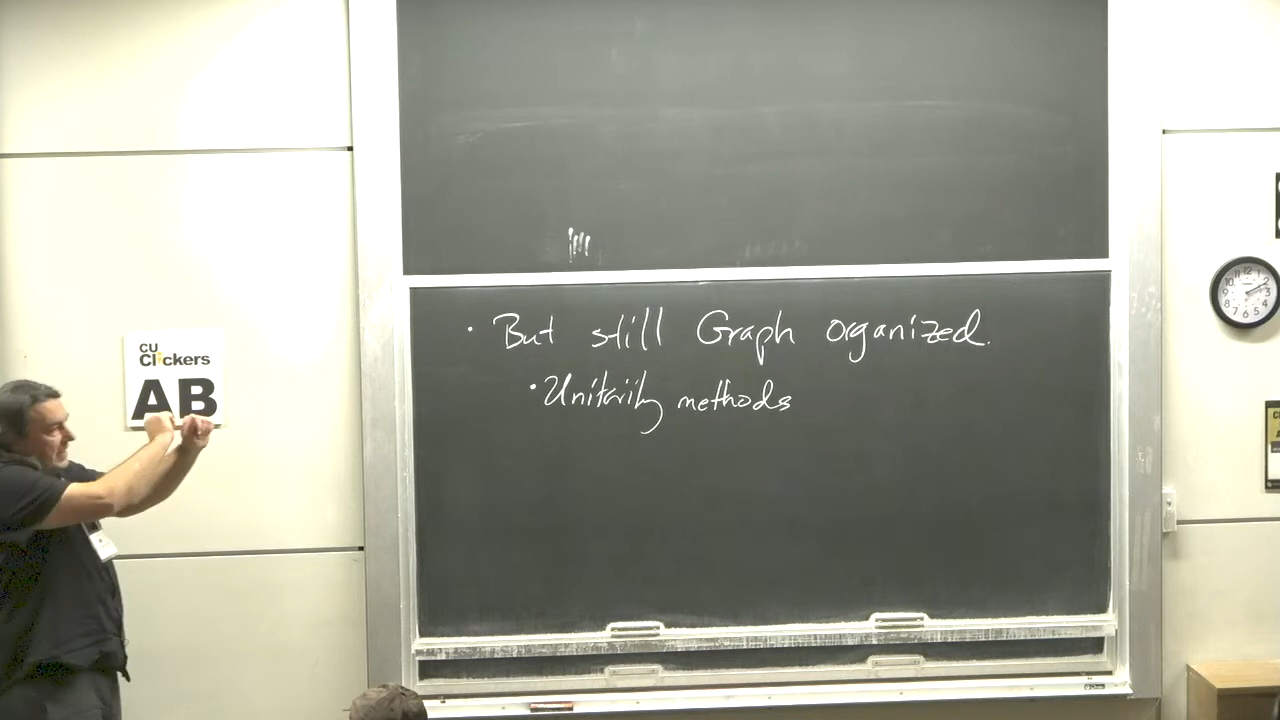 · But still Graph organized.
· Unitarity methods
CU
Clickers
AB